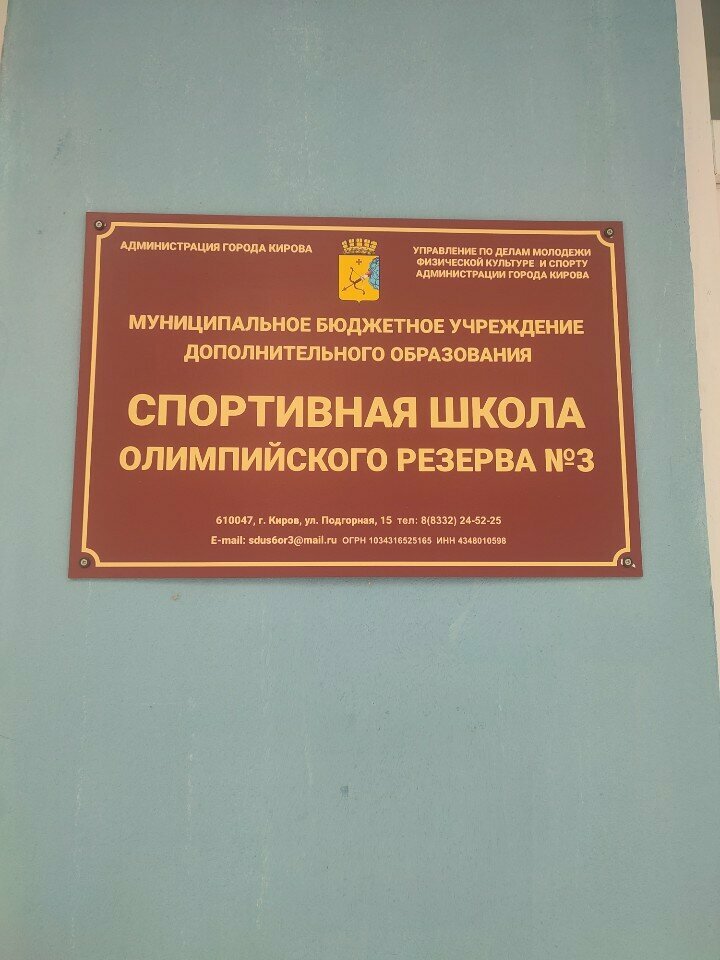 АДМИНИСТРАЦИЯ ГОРОДА КИРОВА
УПРАВЛЕНИЕ ПО ДЕЛАМ МОЛОДЕЖИ
ФИЗИЧЕСКОЙ КУЛЬТУРЕ И СПОРТУ
АДМИНИСТРАЦИИ ГОРОДА КИРОВА
МУНИЦИПАЛЬНОЕ БЮДЖЕТНОЕ УЧРЕЖДЕНИЕ
ДОПОЛНИТЕЛЬНОГО ОБРАЗОВАНИЯ
СПОРТИВНАЯ ШКОЛА
ОЛИМПИЙСКОГО РЕЗЕРВА №3
610047, г. Киров, ул. Подгорная, 15 тел: 8(8332) 24-52-25
E-mail: sdus6or3@mail.ru ОГРН 1034316525165 ИНН 4348010598